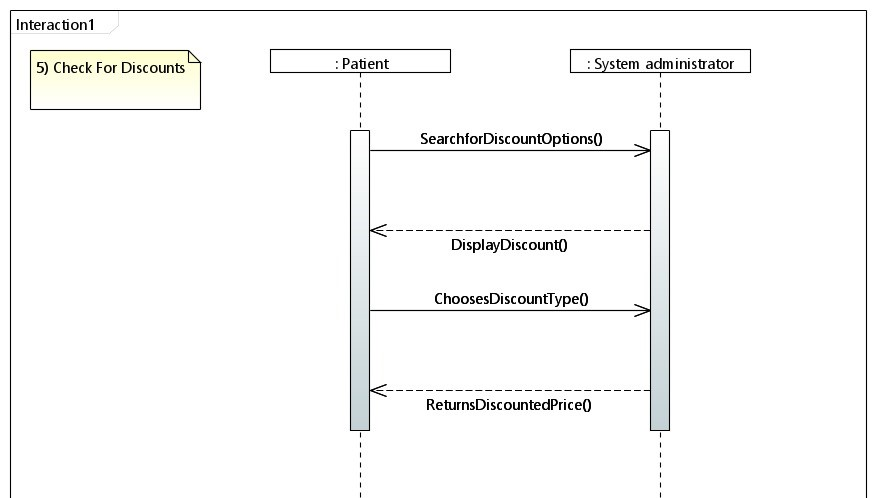 Interaction1
5) Check For Discounts
: Patient
: System administrator
SearchforDiscountOptions()
DisplayDiscount()
ChoosesDiscountType()
ReturnsDiscountedPrice()